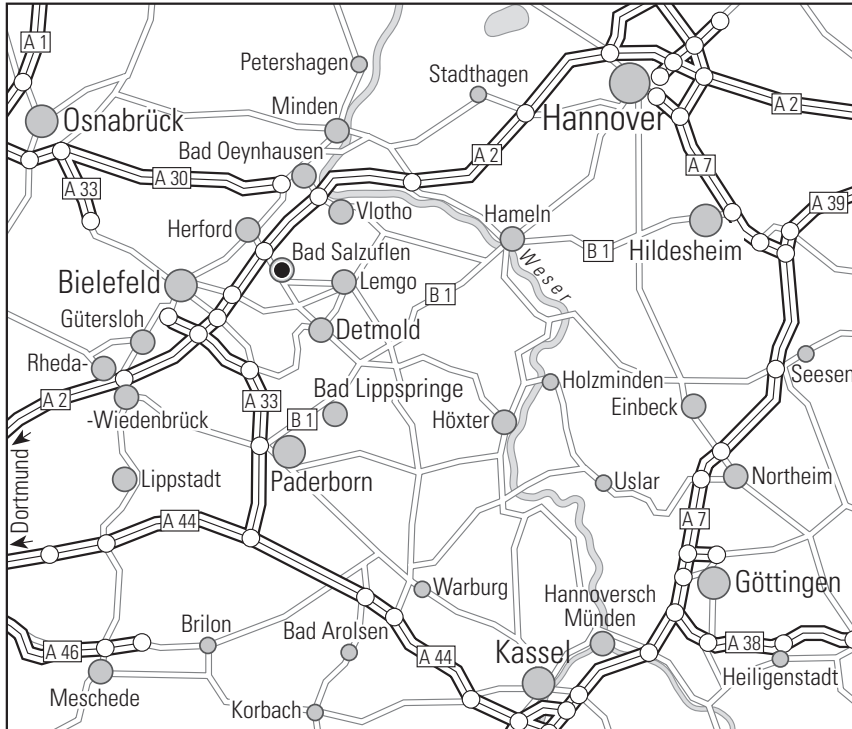 A 1
Petershagen
Stadthagen
Osnabrück
Minden
Hannover
A 2
Bad Oeynhausen
A 2
A 30
A 33
A 7
A 39
Herford
Vlotho
Hameln
B 1
Hildesheim
Bad Salzuflen
Weser
Bielefeld
Lemgo
B 1
Gütersloh
Detmold
Rheda-
Holzminden
Seesen
A 2
A 33
Bad Lippspringe
Einbeck
-Wiedenbrück
B 1
Höxter
Dortmund
Lippstadt
Paderborn
Uslar
Northeim
A 44
A 7
Warburg
Hannoversch
Münden
Göttingen
Brilon
Bad Arolsen
A 46
A 44
Kassel
A 38
Meschede
Heiligenstadt
Korbach